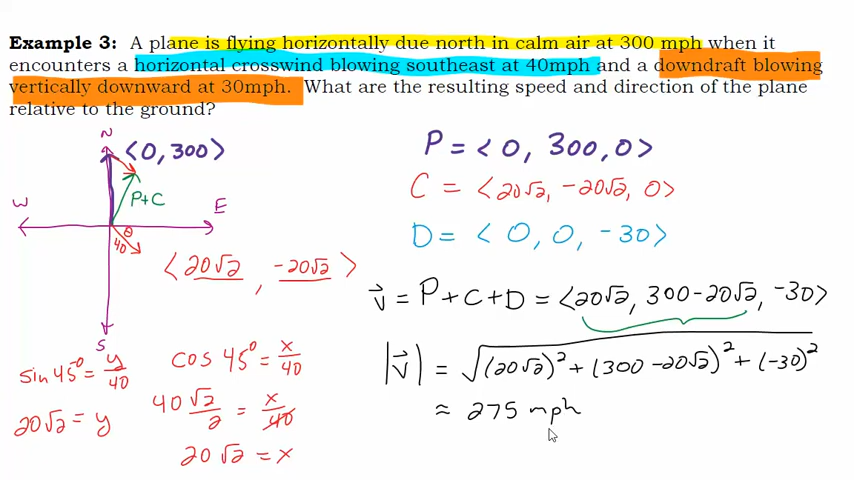 Example 3: A plane is flying horizontally due north in calm air at 300 mph when it
encounters a horizontal crosswind blowing southeast at 40mph and a downdraft blowing
vertically downward at 30mph. What are the resulting speed and direction of the plane
relative to the ground?
N
<0, 300>
W
E
P+C
θ
40
S
<20√2, -20√2>
sin 45° = y/40
20√2 = y
cos 45° = x/40
40 √2/2 = x/40
20√2 = x
P = <0, 300, 0>
C = <20√2, -20√2, 0>
D = <0, 0, -30>
v⃗ = P+C+D = <20√2, 300-20√2, -30>
|v⃗| = √((20√2)² + (300-20√2)² + (-30)²)
≈ 275 mph